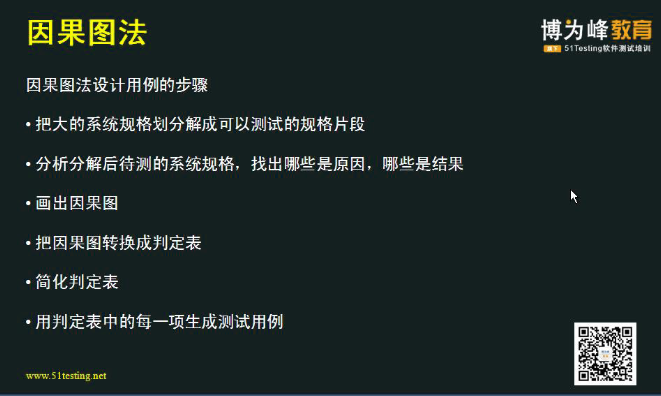 因果图法
博为峰教育
旗下 51Testing软件测试培训
因果图法设计用例的步骤
• 把大的系统规格划分解成可以测试的规格片段
• 分析分解后待测的系统规格，找出哪些是原因，哪些是结果
• 画出因果图
• 把因果图转换成判定表
• 简化判定表
• 用判定表中的每一项生成测试用例
www.51testing.net